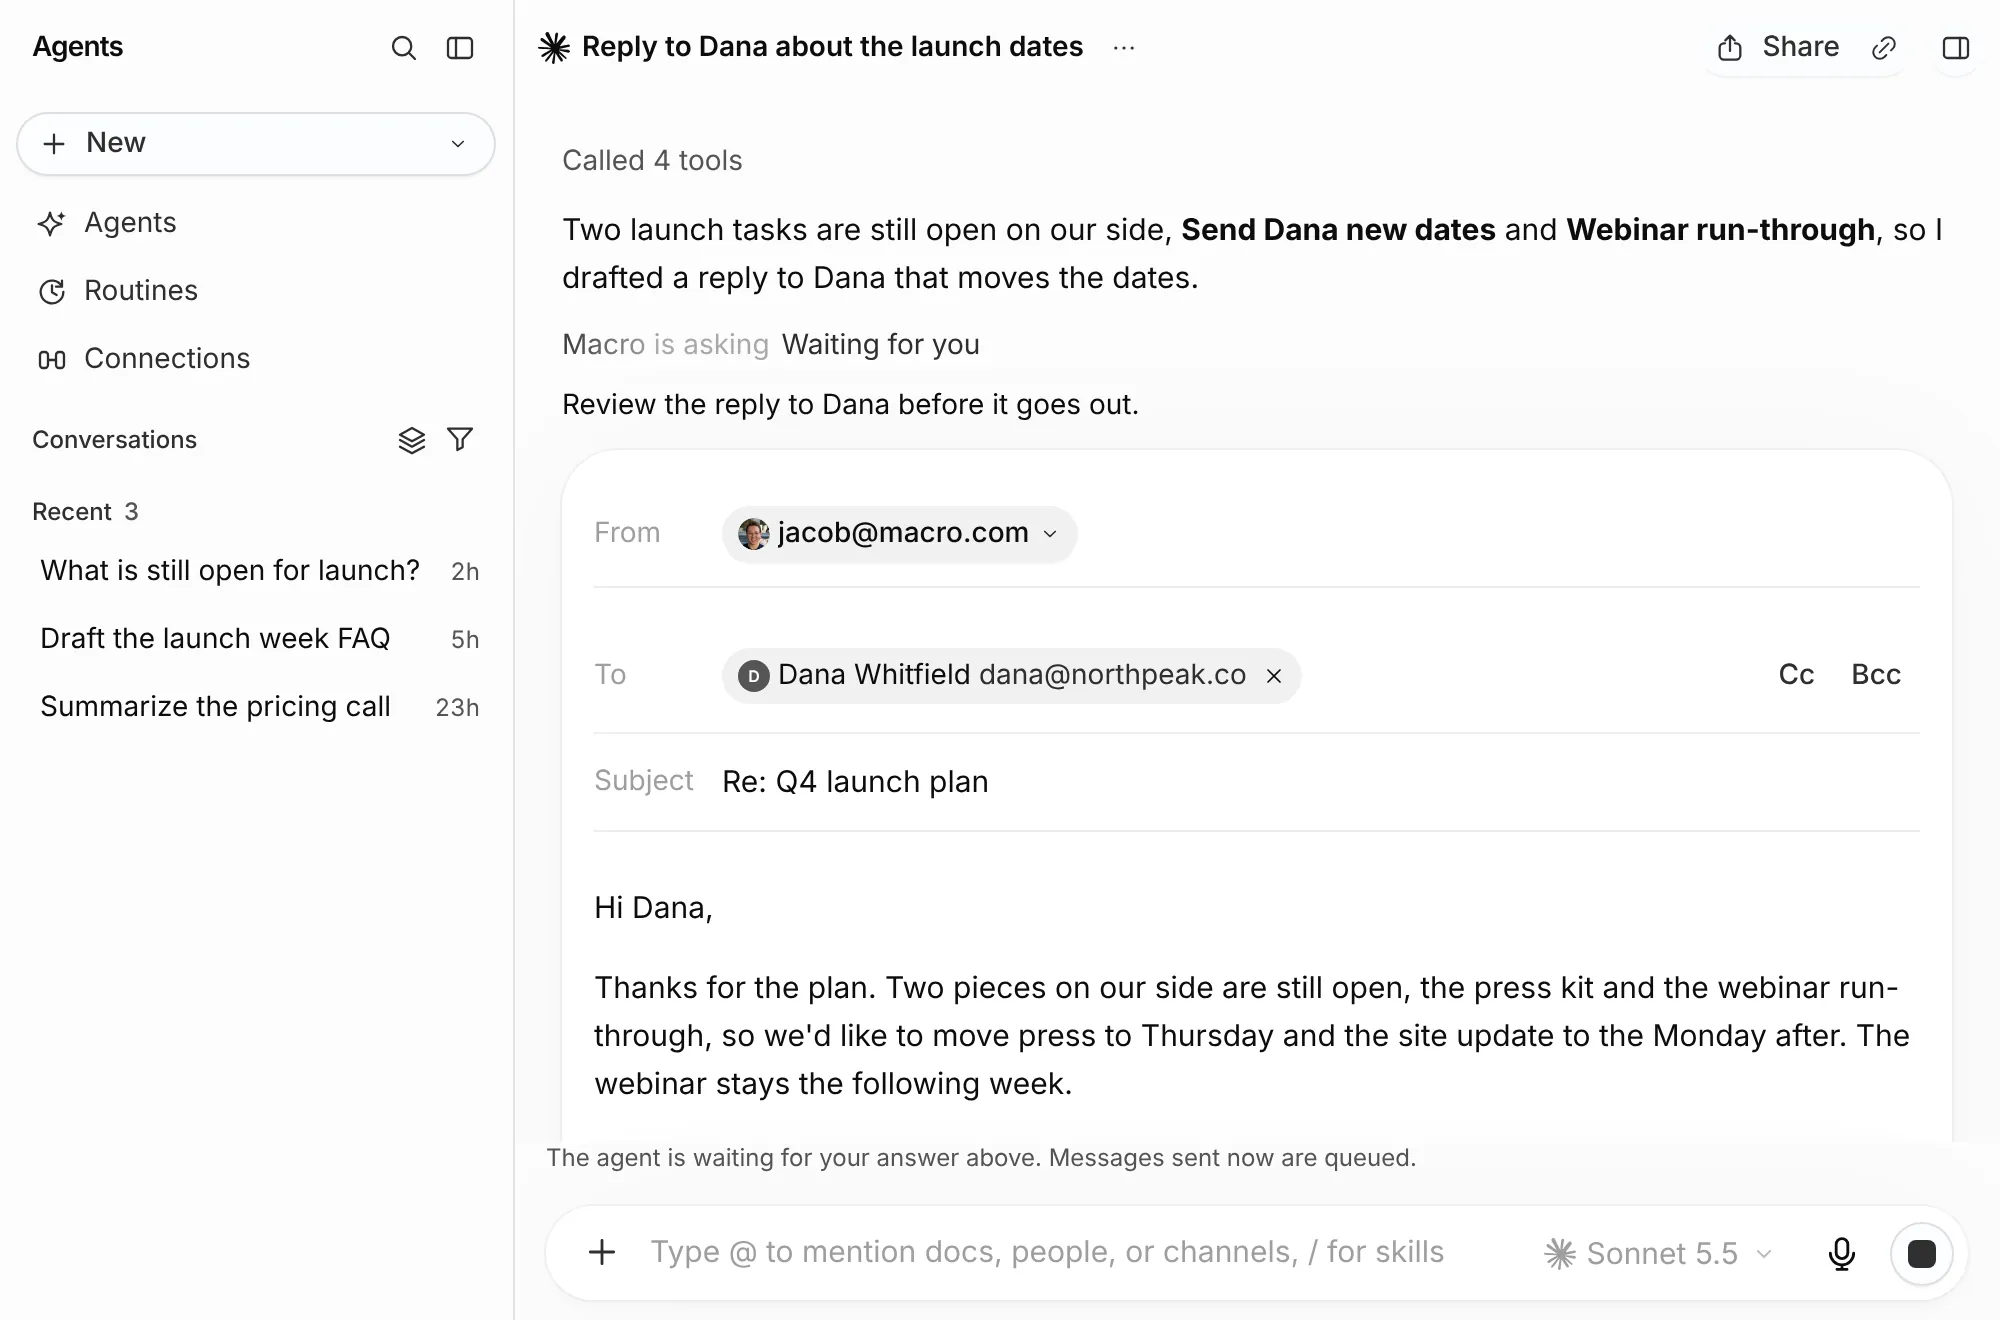 Agents
New
Agents
Routines
Connections
Conversations
Recent 3
What is still open for launch? 2h
Draft the launch week FAQ 5h
Summarize the pricing call 23h
Reply to Dana about the launch dates
Share
Called 4 tools
Two launch tasks are still open on our side, Send Dana new dates and Webinar run-through, so I
drafted a reply to Dana that moves the dates.
Macro is asking Waiting for you
Review the reply to Dana before it goes out.
From jacob@macro.com
To D Dana Whitfield dana@northpeak.co Cc Bcc
Subject Re: Q4 launch plan
Hi Dana,
Thanks for the plan. Two pieces on our side are still open, the press kit and the webinar run-
through, so we'd like to move press to Thursday and the site update to the Monday after. The
webinar stays the following week.
The agent is waiting for your answer above. Messages sent now are queued.
Type @ to mention docs, people, or channels, / for skills Sonnet 5.5